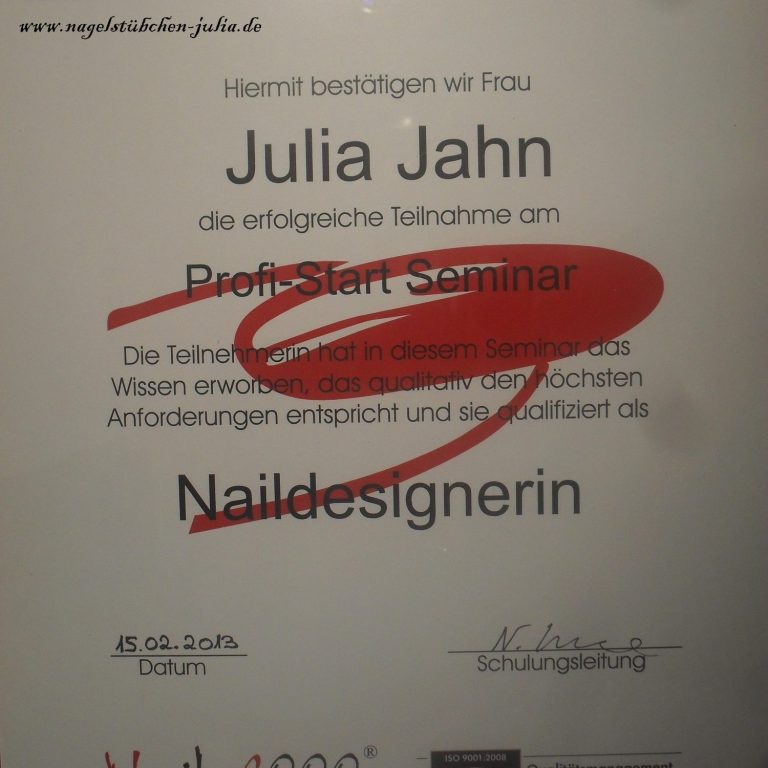 www.nagelstübchen-julia.de
Hiermit bestätigen wir Frau
Julia Jahn
die erfolgreiche Teilnahme am
Profi-Start Seminar
Die Teilnehmerin hat in diesem Seminar das
Wissen erworben, das qualitativ den höchsten
Anforderungen entspricht und sie qualifiziert als
Naildesignerin
15.02.2013
Datum
Schulungsleitung
ISO 9001:2008
Qualitätsmanagement